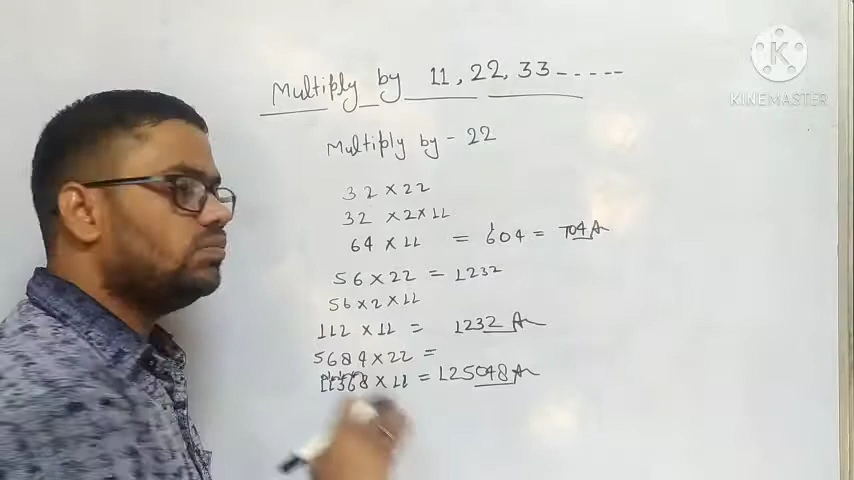 Multiply by 11, 22, 33-----
K
KINEMASTER
Multiply by - 22
32 × 22
32 × 2 × 11
64 × 11 = 604 = 704 A
56 × 22 = 1232
56 × 2 × 11
112 × 11 = 1232 A
5684 × 22 =
11368 × 11 = 125048 A